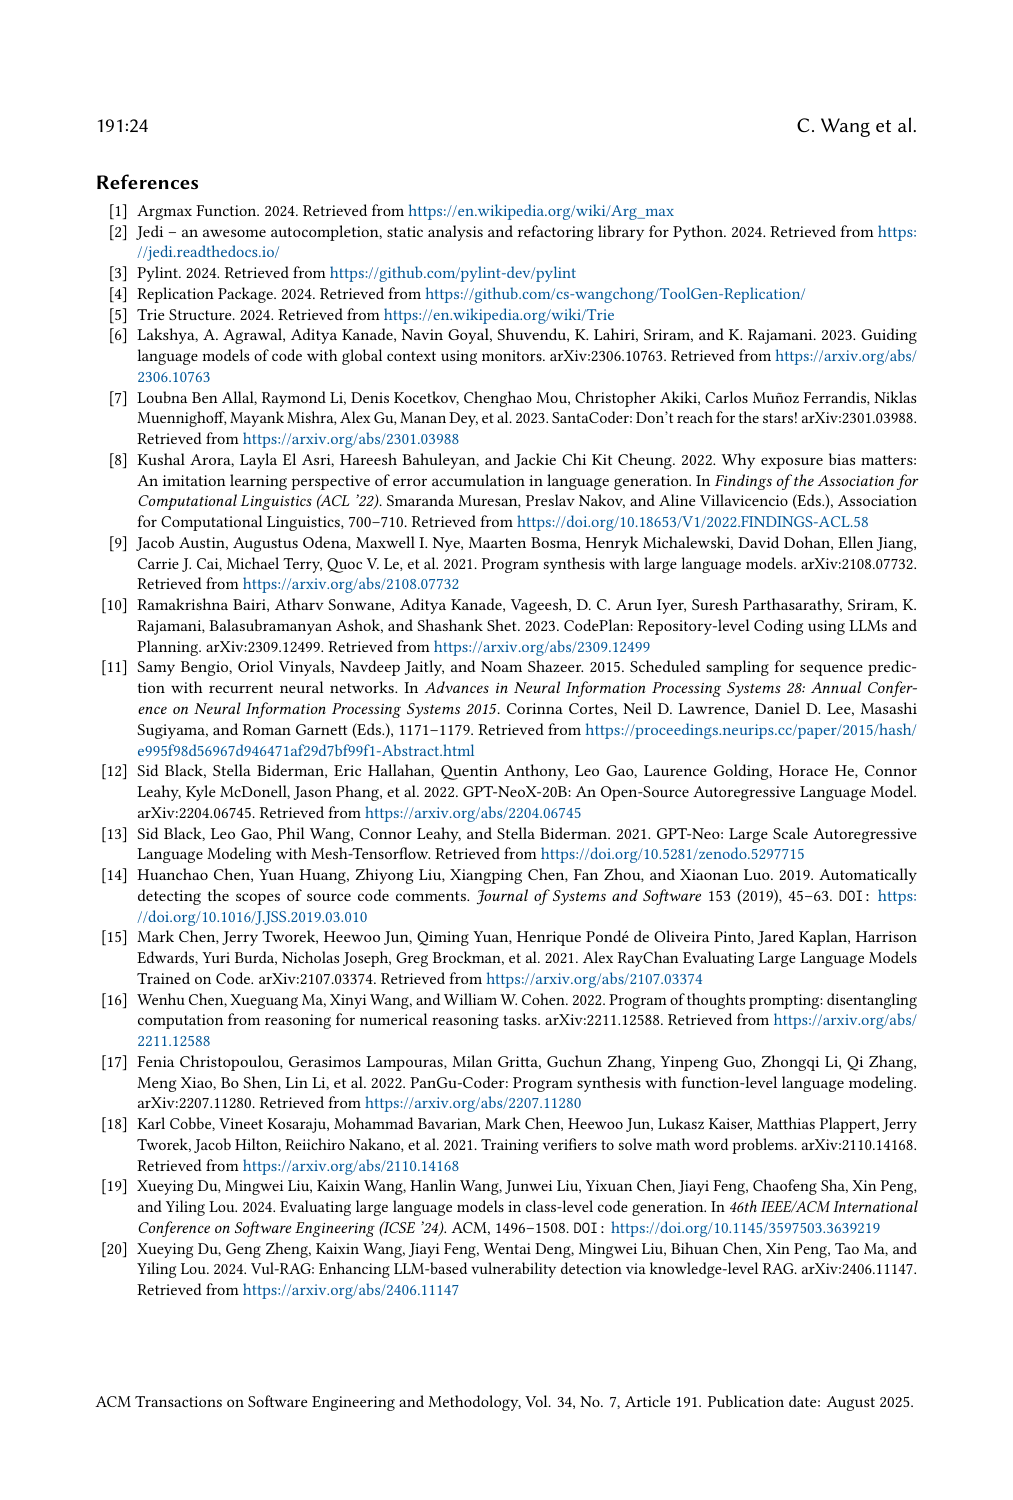 191:24 C. Wang et al.
References
[1] Argmax Function. 2024. Retrieved from https://en.wikipedia.org/wiki/Arg_max
[2] Jedi – an awesome autocompletion, static analysis and refactoring library for Python. 2024. Retrieved from https:
//jedi.readthedocs.io/
[3] Pylint. 2024. Retrieved from https://github.com/pylint-dev/pylint
[4] Replication Package. 2024. Retrieved from https://github.com/cs-wangchong/ToolGen-Replication/
[5] Trie Structure. 2024. Retrieved from https://en.wikipedia.org/wiki/Trie
[6] Lakshya, A. Agrawal, Aditya Kanade, Navin Goyal, Shuvendu, K. Lahiri, Sriram, and K. Rajamani. 2023. Guiding
language models of code with global context using monitors. arXiv:2306.10763. Retrieved from https://arxiv.org/abs/
2306.10763
[7] Loubna Ben Allal, Raymond Li, Denis Kocetkov, Chenghao Mou, Christopher Akiki, Carlos Muñoz Ferrandis, Niklas
Muennighoff, Mayank Mishra, Alex Gu, Manan Dey, et al. 2023. SantaCoder: Don't reach for the stars! arXiv:2301.03988.
Retrieved from https://arxiv.org/abs/2301.03988
[8] Kushal Arora, Layla El Asri, Hareesh Bahuleyan, and Jackie Chi Kit Cheung. 2022. Why exposure bias matters:
An imitation learning perspective of error accumulation in language generation. In Findings of the Association for
Computational Linguistics (ACL '22). Smaranda Muresan, Preslav Nakov, and Aline Villavicencio (Eds.), Association
for Computational Linguistics, 700–710. Retrieved from https://doi.org/10.18653/V1/2022.FINDINGS-ACL.58
[9] Jacob Austin, Augustus Odena, Maxwell I. Nye, Maarten Bosma, Henryk Michalewski, David Dohan, Ellen Jiang,
Carrie J. Cai, Michael Terry, Quoc V. Le, et al. 2021. Program synthesis with large language models. arXiv:2108.07732.
Retrieved from https://arxiv.org/abs/2108.07732
[10] Ramakrishna Bairi, Atharv Sonwane, Aditya Kanade, Vageesh, D. C. Arun Iyer, Suresh Parthasarathy, Sriram, K.
Rajamani, Balasubramanyan Ashok, and Shashank Shet. 2023. CodePlan: Repository-level Coding using LLMs and
Planning. arXiv:2309.12499. Retrieved from https://arxiv.org/abs/2309.12499
[11] Samy Bengio, Oriol Vinyals, Navdeep Jaitly, and Noam Shazeer. 2015. Scheduled sampling for sequence predic-
tion with recurrent neural networks. In Advances in Neural Information Processing Systems 28: Annual Confer-
ence on Neural Information Processing Systems 2015. Corinna Cortes, Neil D. Lawrence, Daniel D. Lee, Masashi
Sugiyama, and Roman Garnett (Eds.), 1171–1179. Retrieved from https://proceedings.neurips.cc/paper/2015/hash/
e995f98d56967d946471af29d7bf99f1-Abstract.html
[12] Sid Black, Stella Biderman, Eric Hallahan, Quentin Anthony, Leo Gao, Laurence Golding, Horace He, Connor
Leahy, Kyle McDonell, Jason Phang, et al. 2022. GPT-NeoX-20B: An Open-Source Autoregressive Language Model.
arXiv:2204.06745. Retrieved from https://arxiv.org/abs/2204.06745
[13] Sid Black, Leo Gao, Phil Wang, Connor Leahy, and Stella Biderman. 2021. GPT-Neo: Large Scale Autoregressive
Language Modeling with Mesh-Tensorflow. Retrieved from https://doi.org/10.5281/zenodo.5297715
[14] Huanchao Chen, Yuan Huang, Zhiyong Liu, Xiangping Chen, Fan Zhou, and Xiaonan Luo. 2019. Automatically
detecting the scopes of source code comments. Journal of Systems and Software 153 (2019), 45–63. DOI: https:
//doi.org/10.1016/J.JSS.2019.03.010
[15] Mark Chen, Jerry Tworek, Heewoo Jun, Qiming Yuan, Henrique Pondé de Oliveira Pinto, Jared Kaplan, Harrison
Edwards, Yuri Burda, Nicholas Joseph, Greg Brockman, et al. 2021. Alex RayChan Evaluating Large Language Models
Trained on Code. arXiv:2107.03374. Retrieved from https://arxiv.org/abs/2107.03374
[16] Wenhu Chen, Xueguang Ma, Xinyi Wang, and William W. Cohen. 2022. Program of thoughts prompting: disentangling
computation from reasoning for numerical reasoning tasks. arXiv:2211.12588. Retrieved from https://arxiv.org/abs/
2211.12588
[17] Fenia Christopoulou, Gerasimos Lampouras, Milan Gritta, Guchun Zhang, Yinpeng Guo, Zhongqi Li, Qi Zhang,
Meng Xiao, Bo Shen, Lin Li, et al. 2022. PanGu-Coder: Program synthesis with function-level language modeling.
arXiv:2207.11280. Retrieved from https://arxiv.org/abs/2207.11280
[18] Karl Cobbe, Vineet Kosaraju, Mohammad Bavarian, Mark Chen, Heewoo Jun, Lukasz Kaiser, Matthias Plappert, Jerry
Tworek, Jacob Hilton, Reiichiro Nakano, et al. 2021. Training verifiers to solve math word problems. arXiv:2110.14168.
Retrieved from https://arxiv.org/abs/2110.14168
[19] Xueying Du, Mingwei Liu, Kaixin Wang, Hanlin Wang, Junwei Liu, Yixuan Chen, Jiayi Feng, Chaofeng Sha, Xin Peng,
and Yiling Lou. 2024. Evaluating large language models in class-level code generation. In 46th IEEE/ACM International
Conference on Software Engineering (ICSE '24). ACM, 1496–1508. DOI: https://doi.org/10.1145/3597503.3639219
[20] Xueying Du, Geng Zheng, Kaixin Wang, Jiayi Feng, Wentai Deng, Mingwei Liu, Bihuan Chen, Xin Peng, Tao Ma, and
Yiling Lou. 2024. Vul-RAG: Enhancing LLM-based vulnerability detection via knowledge-level RAG. arXiv:2406.11147.
Retrieved from https://arxiv.org/abs/2406.11147
ACM Transactions on Software Engineering and Methodology, Vol. 34, No. 7, Article 191. Publication date: August 2025.